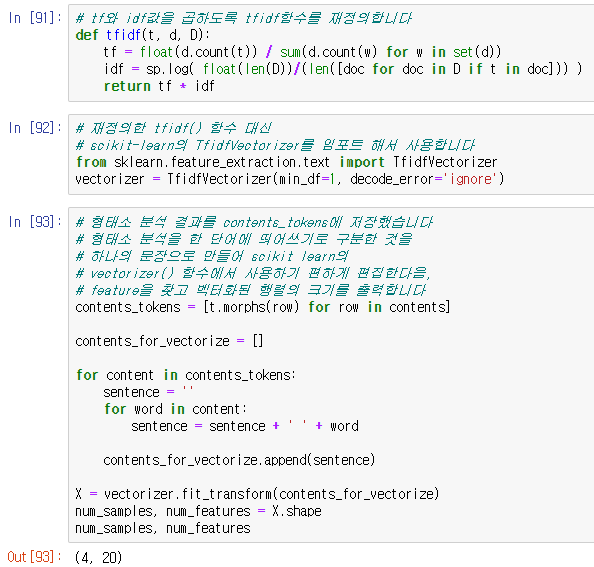 In [91]: # tf와 idf값을 곱하도록 tfidf함수를 재정의합니다
def tfidf(t, d, D):
    tf = float(d.count(t)) / sum(d.count(w) for w in set(d))
    idf = sp.log( float(len(D))/(len([doc for doc in D if t in doc])) )
    return tf * idf
In [92]: # 재정의한 tfidf() 함수 대신
# scikit-learn의 TfidfVectorizer를 임포트 해서 사용합니다
from sklearn.feature_extraction.text import TfidfVectorizer
vectorizer = TfidfVectorizer(min_df=1, decode_error='ignore')
In [93]: # 형태소 분석 결과를 contents_tokens에 저장했습니다
# 형태소 분석을 한 단어에 띄어쓰기로 구분한 것을
# 하나의 문장으로 만들어 scikit learn의
# vectorizer() 함수에서 사용하기 편하게 편집한다음,
# feature을 찾고 벡터화된 행렬의 크기를 출력합니다
contents_tokens = [t.morphs(row) for row in contents]
contents_for_vectorize = []
for content in contents_tokens:
    sentence = ''
    for word in content:
        sentence = sentence + ' ' + word
    contents_for_vectorize.append(sentence)
X = vectorizer.fit_transform(contents_for_vectorize)
num_samples, num_features = X.shape
num_samples, num_features
Out[93]: (4, 20)